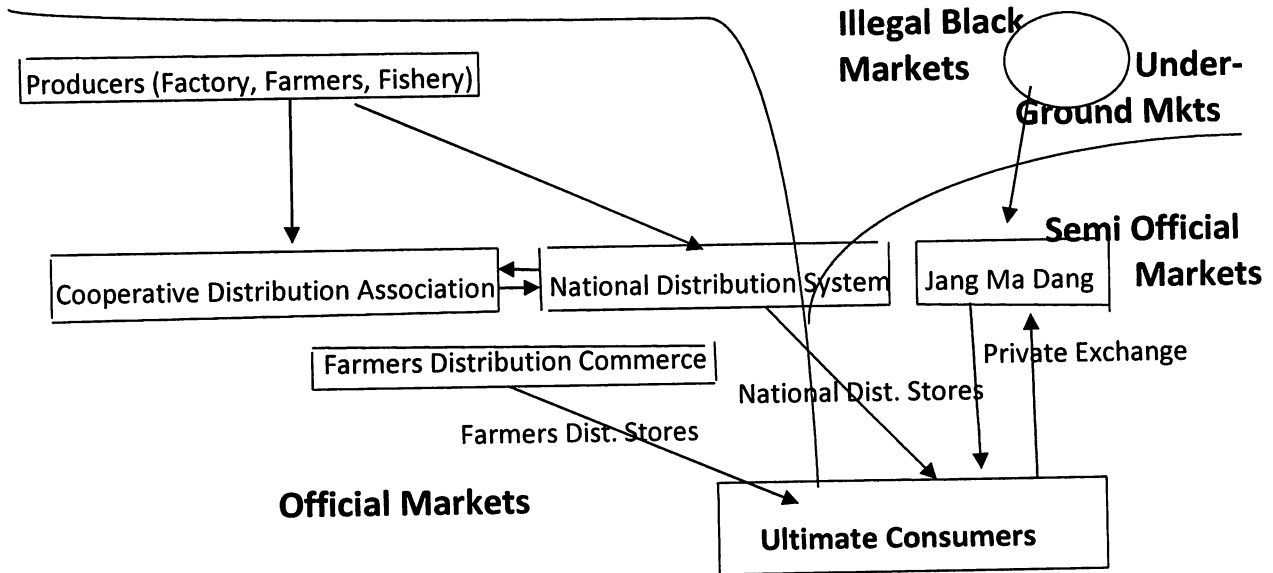 Illegal Black
Markets
Under-
Ground Mkts
Producers (Factory, Farmers, Fishery)
Semi Official
Markets
Cooperative Distribution Association
National Distribution System
Jang Ma Dang
Farmers Distribution Commerce
Private Exchange
National Dist. Stores
Farmers Dist. Stores
Official Markets
Ultimate Consumers